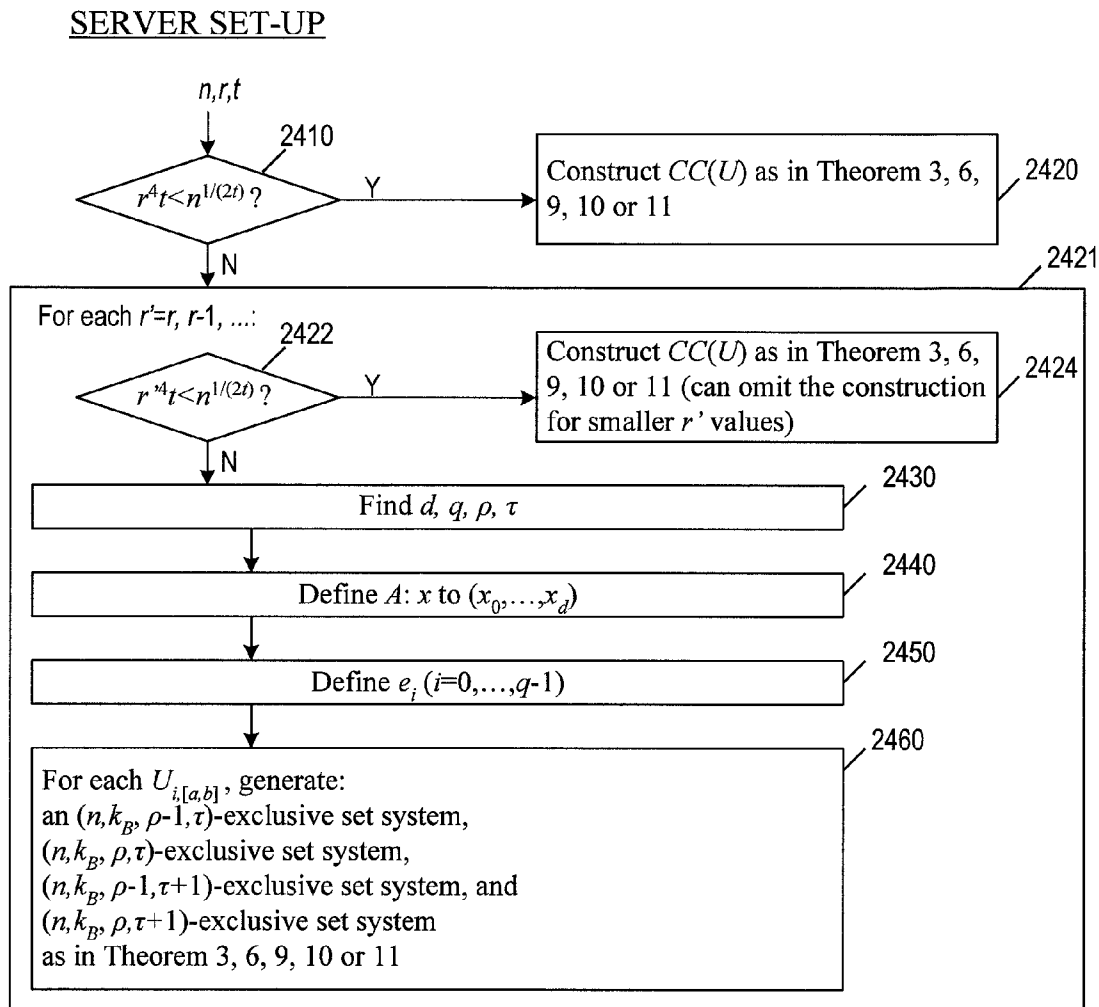 SERVER SET-UP
n,r,t
2410
r⁴t<n^{1/(2t)} ?
Y
Construct CC(U) as in Theorem 3, 6,
9, 10 or 11
2420
N
2421
For each r'=r, r-1, ...:
2422
r'⁴t<n^{1/(2t)} ?
Y
Construct CC(U) as in Theorem 3, 6,
9, 10 or 11 (can omit the construction
for smaller r' values)
2424
N
2430
Find d, q, ρ, τ
2440
Define A: x to (x₀,…,x_d)
2450
Define e_i (i=0,…,q-1)
2460
For each U_{i,[a,b]}, generate:
an (n,k_B, ρ-1,τ)-exclusive set system,
(n,k_B, ρ,τ)-exclusive set system,
(n,k_B, ρ-1,τ+1)-exclusive set system, and
(n,k_B, ρ,τ+1)-exclusive set system
as in Theorem 3, 6, 9, 10 or 11